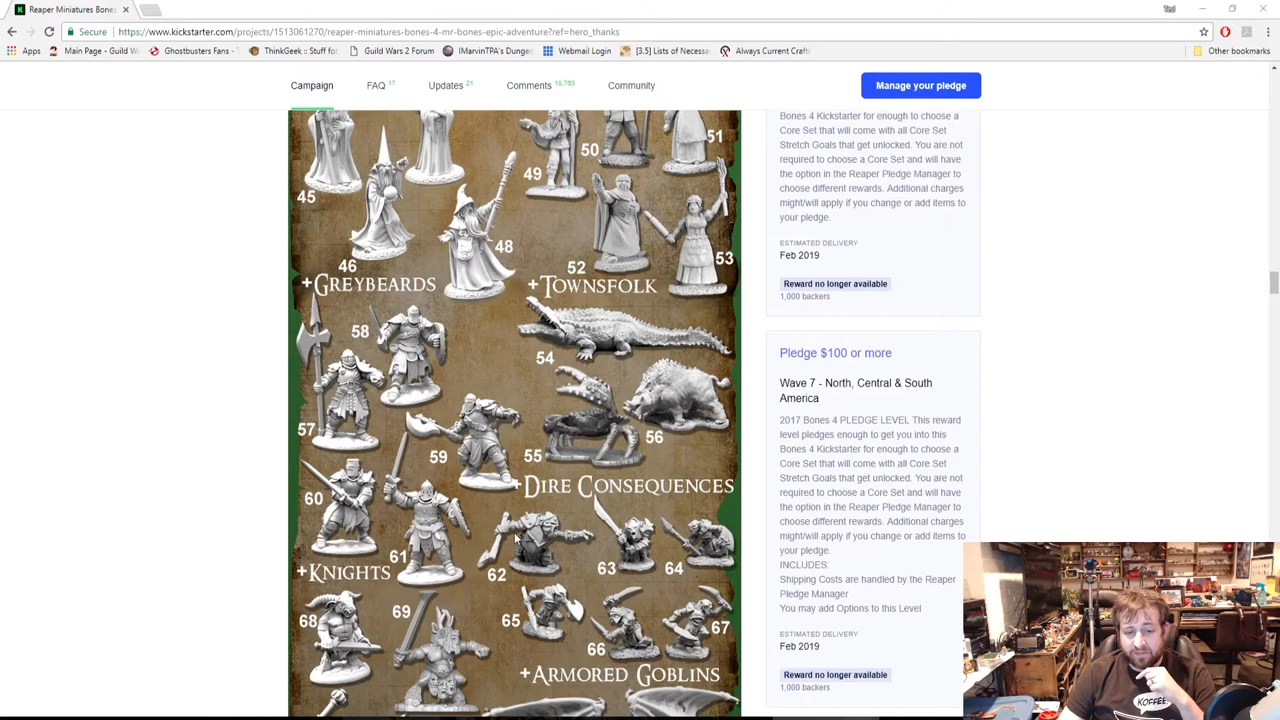 Reaper Miniatures Bones
Ted
Secure
https://www.kickstarter.com/projects/1513061270/reaper-miniatures-bones-4-mr-bones-epic-adventure?ref=hero_thanks
Apps
Main Page - Guild W
Ghostbusters Fans -
ThinkGeek :: Stuff for
Guild Wars 2 Forum
IMarvinTPA's Dunge
Webmail Login
[3.5] Lists of Necessa
Always Current Craft
Other bookmarks
Campaign
FAQ 17
Updates 21
Comments 18,763
Community
Manage your pledge
45
46
48
+GREYBEARDS
49
50
51
52
53
+TOWNSFOLK
54
55
56
+DIRE CONSEQUENCES
57
58
59
60
61
+KNIGHTS
62
63
64
65
66
67
+ARMORED GOBLINS
68
69
Bones 4 Kickstarter for enough to choose a
Core Set that will come with all Core Set
Stretch Goals that get unlocked. You are not
required to choose a Core Set and will have
the option in the Reaper Pledge Manager to
choose different rewards. Additional charges
might/will apply if you change or add items to
your pledge.
ESTIMATED DELIVERY
Feb 2019
Reward no longer available
1,000 backers
Pledge $100 or more
Wave 7 - North, Central & South
America
2017 Bones 4 PLEDGE LEVEL This reward
level pledges enough to get you into this
Bones 4 Kickstarter for enough to choose a
Core Set that will come with all Core Set
Stretch Goals that get unlocked. You are not
required to choose a Core Set and will have
the option in the Reaper Pledge Manager to
choose different rewards. Additional charges
might/will apply if you change or add items to
your pledge.
INCLUDES:
Shipping Costs are handled by the Reaper
Pledge Manager
You may add Options to this Level
ESTIMATED DELIVERY
Feb 2019
Reward no longer available
1,000 backers
KOFFEE